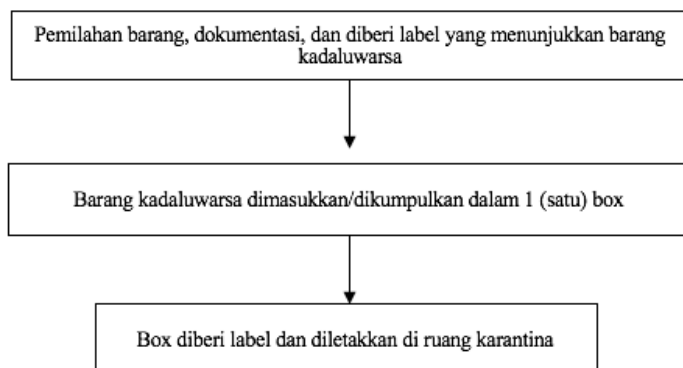 Pemilahan barang, dokumentasi, dan diberi label yang menunjukkan barang
kadaluwarsa
Barang kadaluwarsa dimasukkan/dikumpulkan dalam 1 (satu) box
Box diberi label dan diletakkan di ruang karantina